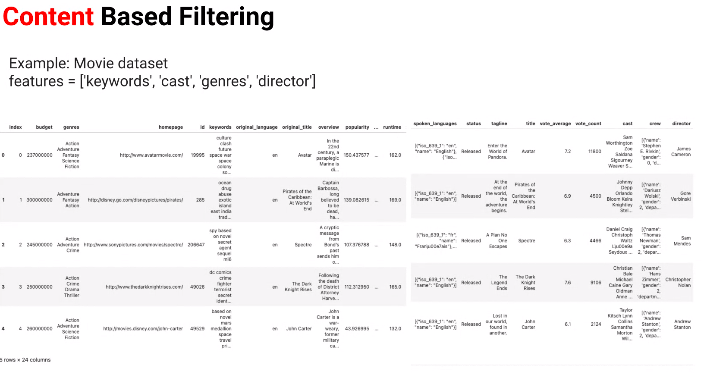 Content Based Filtering
Example: Movie dataset
features = ['keywords', 'cast', 'genres', 'director']
index budget genres homepage id keywords original_language original_title overview popularity ... runtime
0 0 237000000 Action Adventure Fantasy Science Fiction http://www.avatarmovie.com/ 19995 culture clash future space war space colony so... en Avatar In the 22nd century, a paraplegic Marine is di... 150.437577 ... 162.0
1 1 300000000 Adventure Fantasy Action http://disney.go.com/disneypictures/pirates/ 285 ocean drug abuse exotic island east india trad... en Pirates of the Caribbean: At World's End Captain Barbossa, long believed to be dead, ha... 139.082615 ... 169.0
2 2 245000000 Action Adventure Crime http://www.sonypictures.com/movies/spectre/ 206647 spy based on novel secret agent sequel mi6 en Spectre A cryptic message from Bond's past sends him o... 107.376788 ... 148.0
3 3 250000000 Action Crime Drama Thriller http://www.thedarkknightrises.com/ 49026 dc comics crime fighter terrorist secret ident... en The Dark Knight Rises Following the death of District Attorney Harve... 112.312950 ... 165.0
4 4 260000000 Action Adventure Science Fiction http://movies.disney.com/john-carter 49529 based on novel mars medallion space travel pri... en John Carter John Carter is a war-weary, former military ca... 43.926995 ... 132.0
rows × 24 columns
spoken_languages status tagline title vote_average vote_count cast crew director
[{"iso_639_1": "en", "name": "English"}, {"iso... Released Enter the World of Pandora. Avatar 7.2 11800 Sam Worthington Zoe Saldana Sigourney Weaver S... [{'name': 'Stephen E. Rivkin', 'gender': 0, 'd... James Cameron
[{"iso_639_1": "en", "name": "English"}] Released At the end of the world, the adventure begins. Pirates of the Caribbean: At World's End 6.9 4500 Johnny Depp Orlando Bloom Keira Knightley Stel... [{'name': 'Dariusz Wolski', 'gender': 2, 'depa... Gore Verbinski
[{"iso_639_1": "fr", "name": Released A Plan No One Escapes Spectre 6.3 4466 Daniel Craig Christoph Waltz Seydoux [{'name': 'Thomas Newman', 'gender': 2, 'depa... Sam Mendes
[{"iso_639_1": "en", "name": "English"}] Released The Legend Ends The Dark Knight Rises 7.6 9106 Christian Bale Michael Caine Gary Oldman Anne ... [{'name': 'Hans Zimmer', 'gender': 2, 'departm... Christopher Nolan
[{"iso_639_1": "en", "name": "English"}] Released Lost in our world, found in another. John Carter 6.1 2124 Taylor Kitsch Lynn Collins Samantha Morton Wil... [{'name': 'Andrew Stanton', 'gender': 2, 'depa... Andrew Stanton